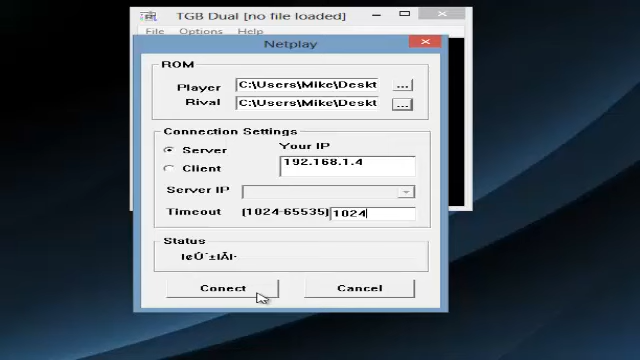 TGB Dual [no file loaded]
File Options Help
Netplay
ROM
Player C:\Users\Mike\Deskt ...
Rival C:\Users\Mike\Deskt ...
Connection Settings
Server
Your IP
192.168.1.4
Client
Server IP
Timeout (1024-65535) 1024
Status
Conect Cancel